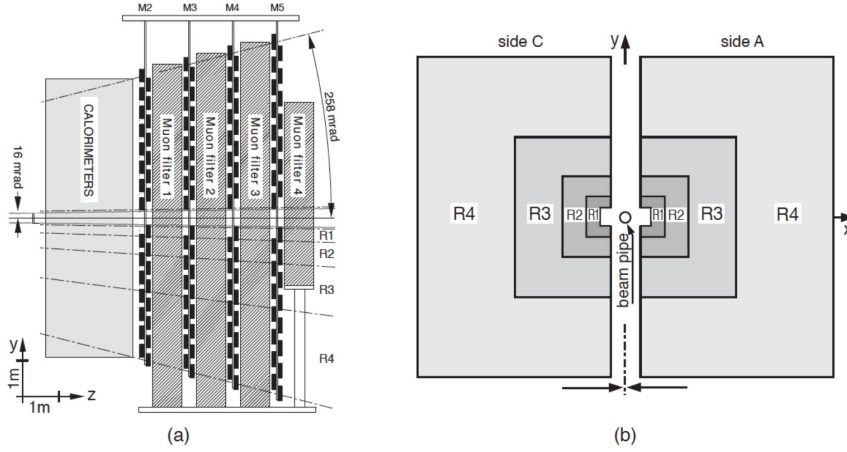 M2 M3 M4 M5
16 mrad
CALORIMETERS
Muon filter 1
Muon filter 2
Muon filter 3
Muon filter 4
258 mrad
R1
R2
R3
R4
y
1m
1m
z
(a)
side C y side A
R4 R3 R2 R1 R1 R2 R3 R4 x
beam pipe
(b)